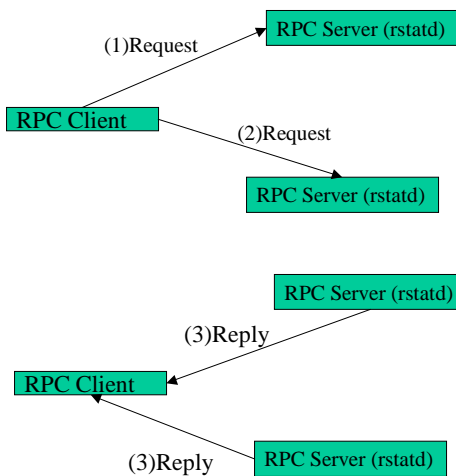 RPC Server (rstatd)
(1)Request
RPC Client
(2)Request
RPC Server (rstatd)
RPC Server (rstatd)
(3)Reply
RPC Client
(3)Reply
RPC Server (rstatd)